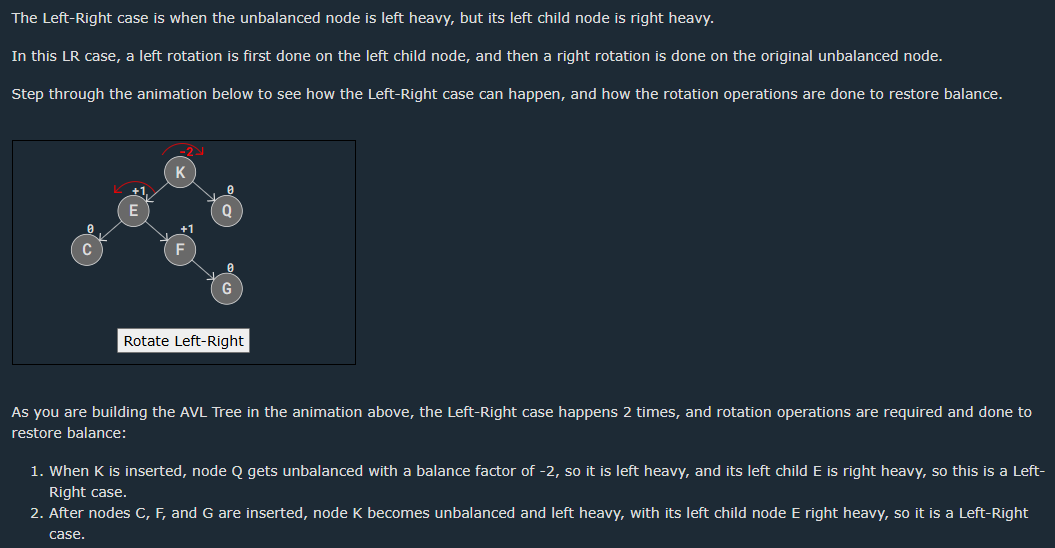 The Left-Right case is when the unbalanced node is left heavy, but its left child node is right heavy.
In this LR case, a left rotation is first done on the left child node, and then a right rotation is done on the original unbalanced node.
Step through the animation below to see how the Left-Right case can happen, and how the rotation operations are done to restore balance.
-2
K
+1
0
E
Q
0
+1
C
F
0
G
Rotate Left-Right
As you are building the AVL Tree in the animation above, the Left-Right case happens 2 times, and rotation operations are required and done to
restore balance:
1. When K is inserted, node Q gets unbalanced with a balance factor of -2, so it is left heavy, and its left child E is right heavy, so this is a Left-
Right case.
2. After nodes C, F, and G are inserted, node K becomes unbalanced and left heavy, with its left child node E right heavy, so it is a Left-Right
case.